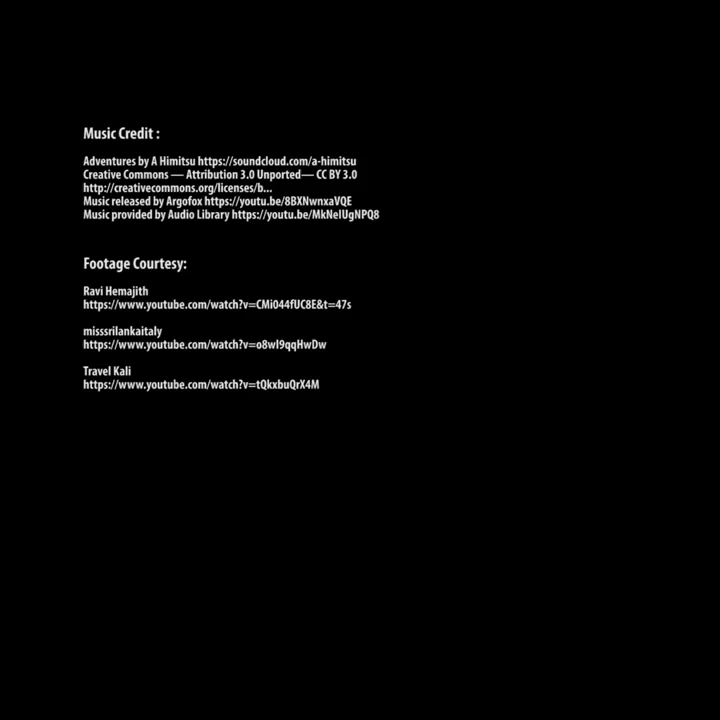 Music Credit :
Adventures by A Himitsu https://soundcloud.com/a-himitsu
Creative Commons — Attribution 3.0 Unported— CC BY 3.0
http://creativecommons.org/licenses/b...
Music released by Argofox https://youtu.be/8BXNwnxaVQE
Music provided by Audio Library https://youtu.be/MkNeIUgNPQ8
Footage Courtesy:
Ravi Hemajith
https://www.youtube.com/watch?v=CMi044fUC8E&t=47s
misssrilankaitaly
https://www.youtube.com/watch?v=o8wI9qqHwDw
Travel Kali
https://www.youtube.com/watch?v=tQkxbuQrX4M